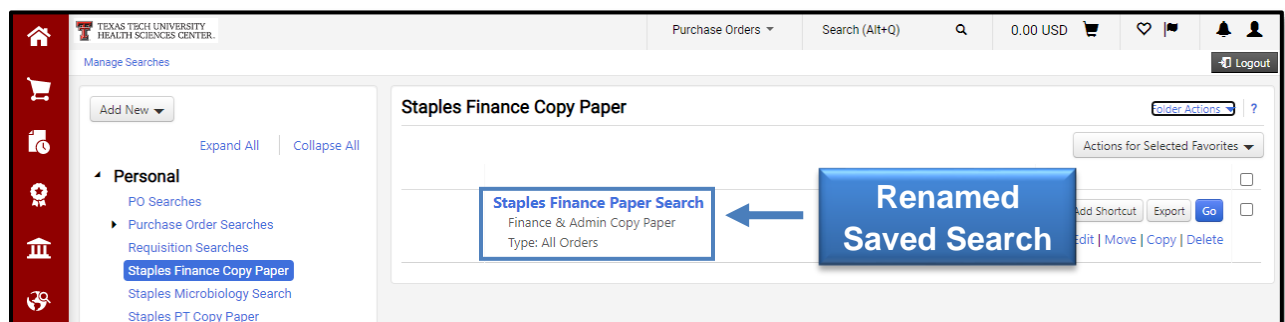 TEXAS TECH UNIVERSITY
HEALTH SCIENCES CENTER.
Purchase Orders
Search (Alt+Q)
0.00 USD
Manage Searches
Logout
Add New
Expand All
Collapse All
Personal
PO Searches
Purchase Order Searches
Requisition Searches
Staples Finance Copy Paper
Staples Microbiology Search
Staples PT Copy Paper
Staples Finance Copy Paper
Folder Actions
?
Actions for Selected Favorites
Staples Finance Paper Search
Finance & Admin Copy Paper
Type: All Orders
Renamed
Saved Search
Add Shortcut
Export
Go
Edit | Move | Copy | Delete